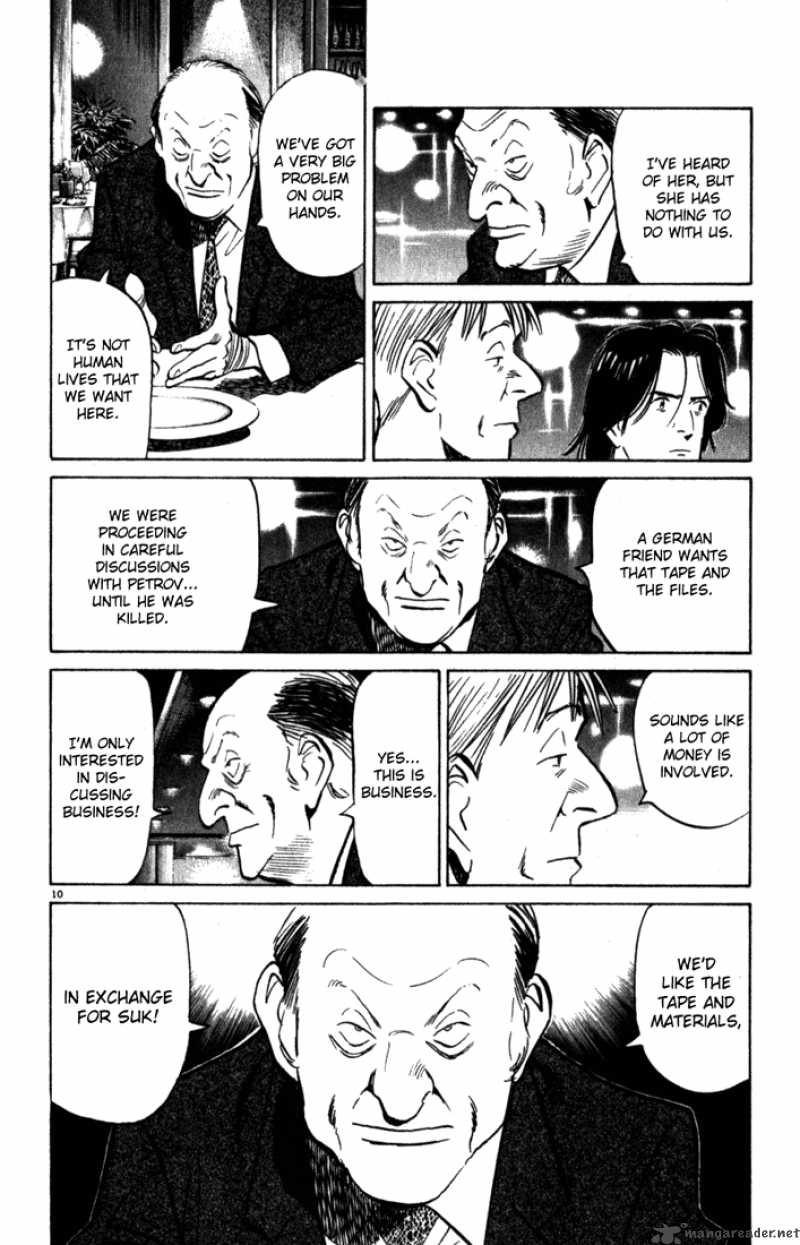 I'VE HEARD
OF HER, BUT
SHE HAS
NOTHING TO
DO WITH US.
WE'VE GOT
A VERY BIG
PROBLEM
ON OUR
HANDS.
IT'S NOT
HUMAN
LIVES THAT
WE WANT
HERE.
A GERMAN
FRIEND WANTS
THAT TAPE AND
THE FILES.
WE WERE
PROCEEDING
IN CAREFUL
DISCUSSIONS
WITH PETROV...
UNTIL HE WAS
KILLED.
SOUNDS LIKE
A LOT OF
MONEY IS
INVOLVED.
YES...
THIS IS
BUSINESS.
I'M ONLY
INTERESTED
IN DIS-
CUSSING
BUSINESS!
10
WE'D
LIKE THE
TAPE AND
MATERIALS,
IN EXCHANGE
FOR SUK!
mangareader.net